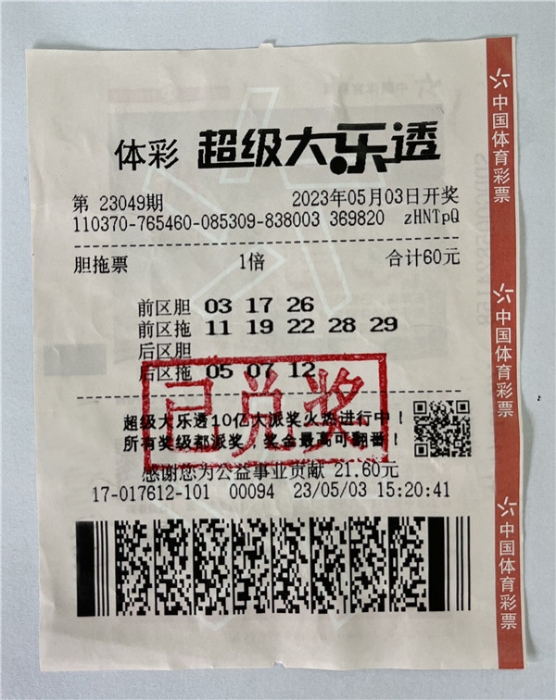 体彩 超级大乐透
第 23049期 2023年05月03日开奖
110370-765460-085309-838003 369820 zHNTpQ
胆拖票 1倍 合计60元
前区胆 03 17 26
前区拖 11 19 22 28 29
后区胆
后区拖 05 07 12
已兑奖
超级大乐透10亿大派奖火热进行中！
所有奖级都派奖，奖金最高可翻番！
感谢您为公益事业贡献 21.60元
17-017612-101 00094 23/05/03 15:20:41
中国体育彩票
中国体育彩票
中国体育彩票